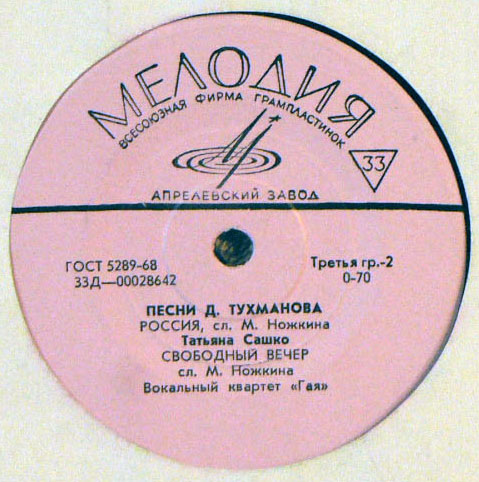 МЕЛОДИЯ
ВСЕСОЮЗНАЯ ФИРМА ГРАМПЛАСТИНОК
33
АПРЕЛЕВСКИЙ ЗАВОД
ГОСТ 5289-68
Третья гр.-2
33Д—00028642
0-70
ПЕСНИ Д. ТУХМАНОВА
РОССИЯ, сл. М. Ножкина
Татьяна Сашко
СВОБОДНЫЙ ВЕЧЕР
сл. М. Ножкина
Вокальный квартет «Гая»